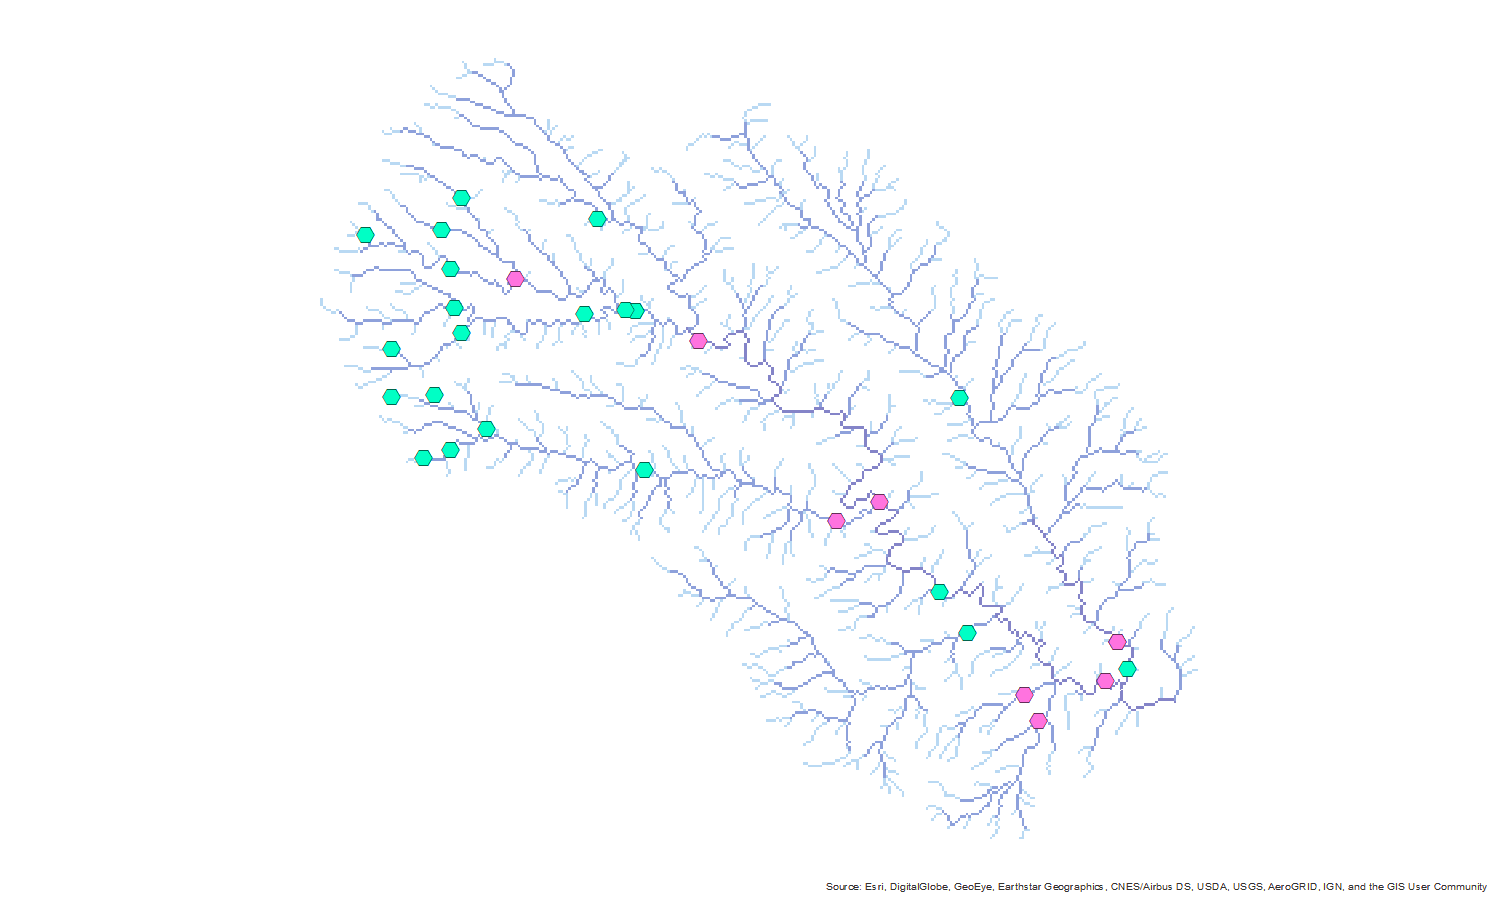 Source: Esri, DigitalGlobe, GeoEye, Earthstar Geographics, CNES/Airbus DS, USDA, USGS, AeroGRID, IGN, and the GIS User Community